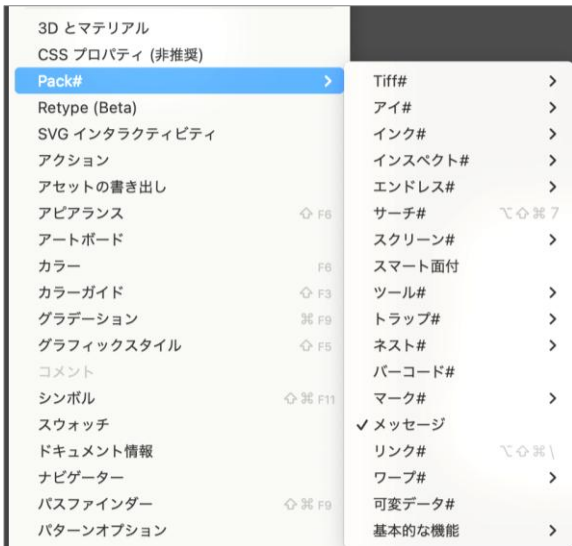 3D とマテリアル
CSS プロパティ (非推奨)
Pack#
Retype (Beta)
SVG インタラクティビティ
アクション
アセットの書き出し
アピアランス ⇧ F6
アートボード
カラー F6
カラーガイド ⇧ F3
グラデーション ⌘ F9
グラフィックスタイル ⇧ F5
コメント
シンボル ⇧ ⌘ F11
スウォッチ
ドキュメント情報
ナビゲーター
パスファインダー ⇧ ⌘ F9
パターンオプション
Tiff#
アイ#
インク#
インスペクト#
エンドレス#
サーチ# ⌥ ⇧ ⌘ 7
スクリーン#
スマート面付
ツール#
トラップ#
ネスト#
バーコード#
マーク#
✓ メッセージ
リンク# ⌥ ⇧ ⌘ \
ワープ#
可変データ#
基本的な機能